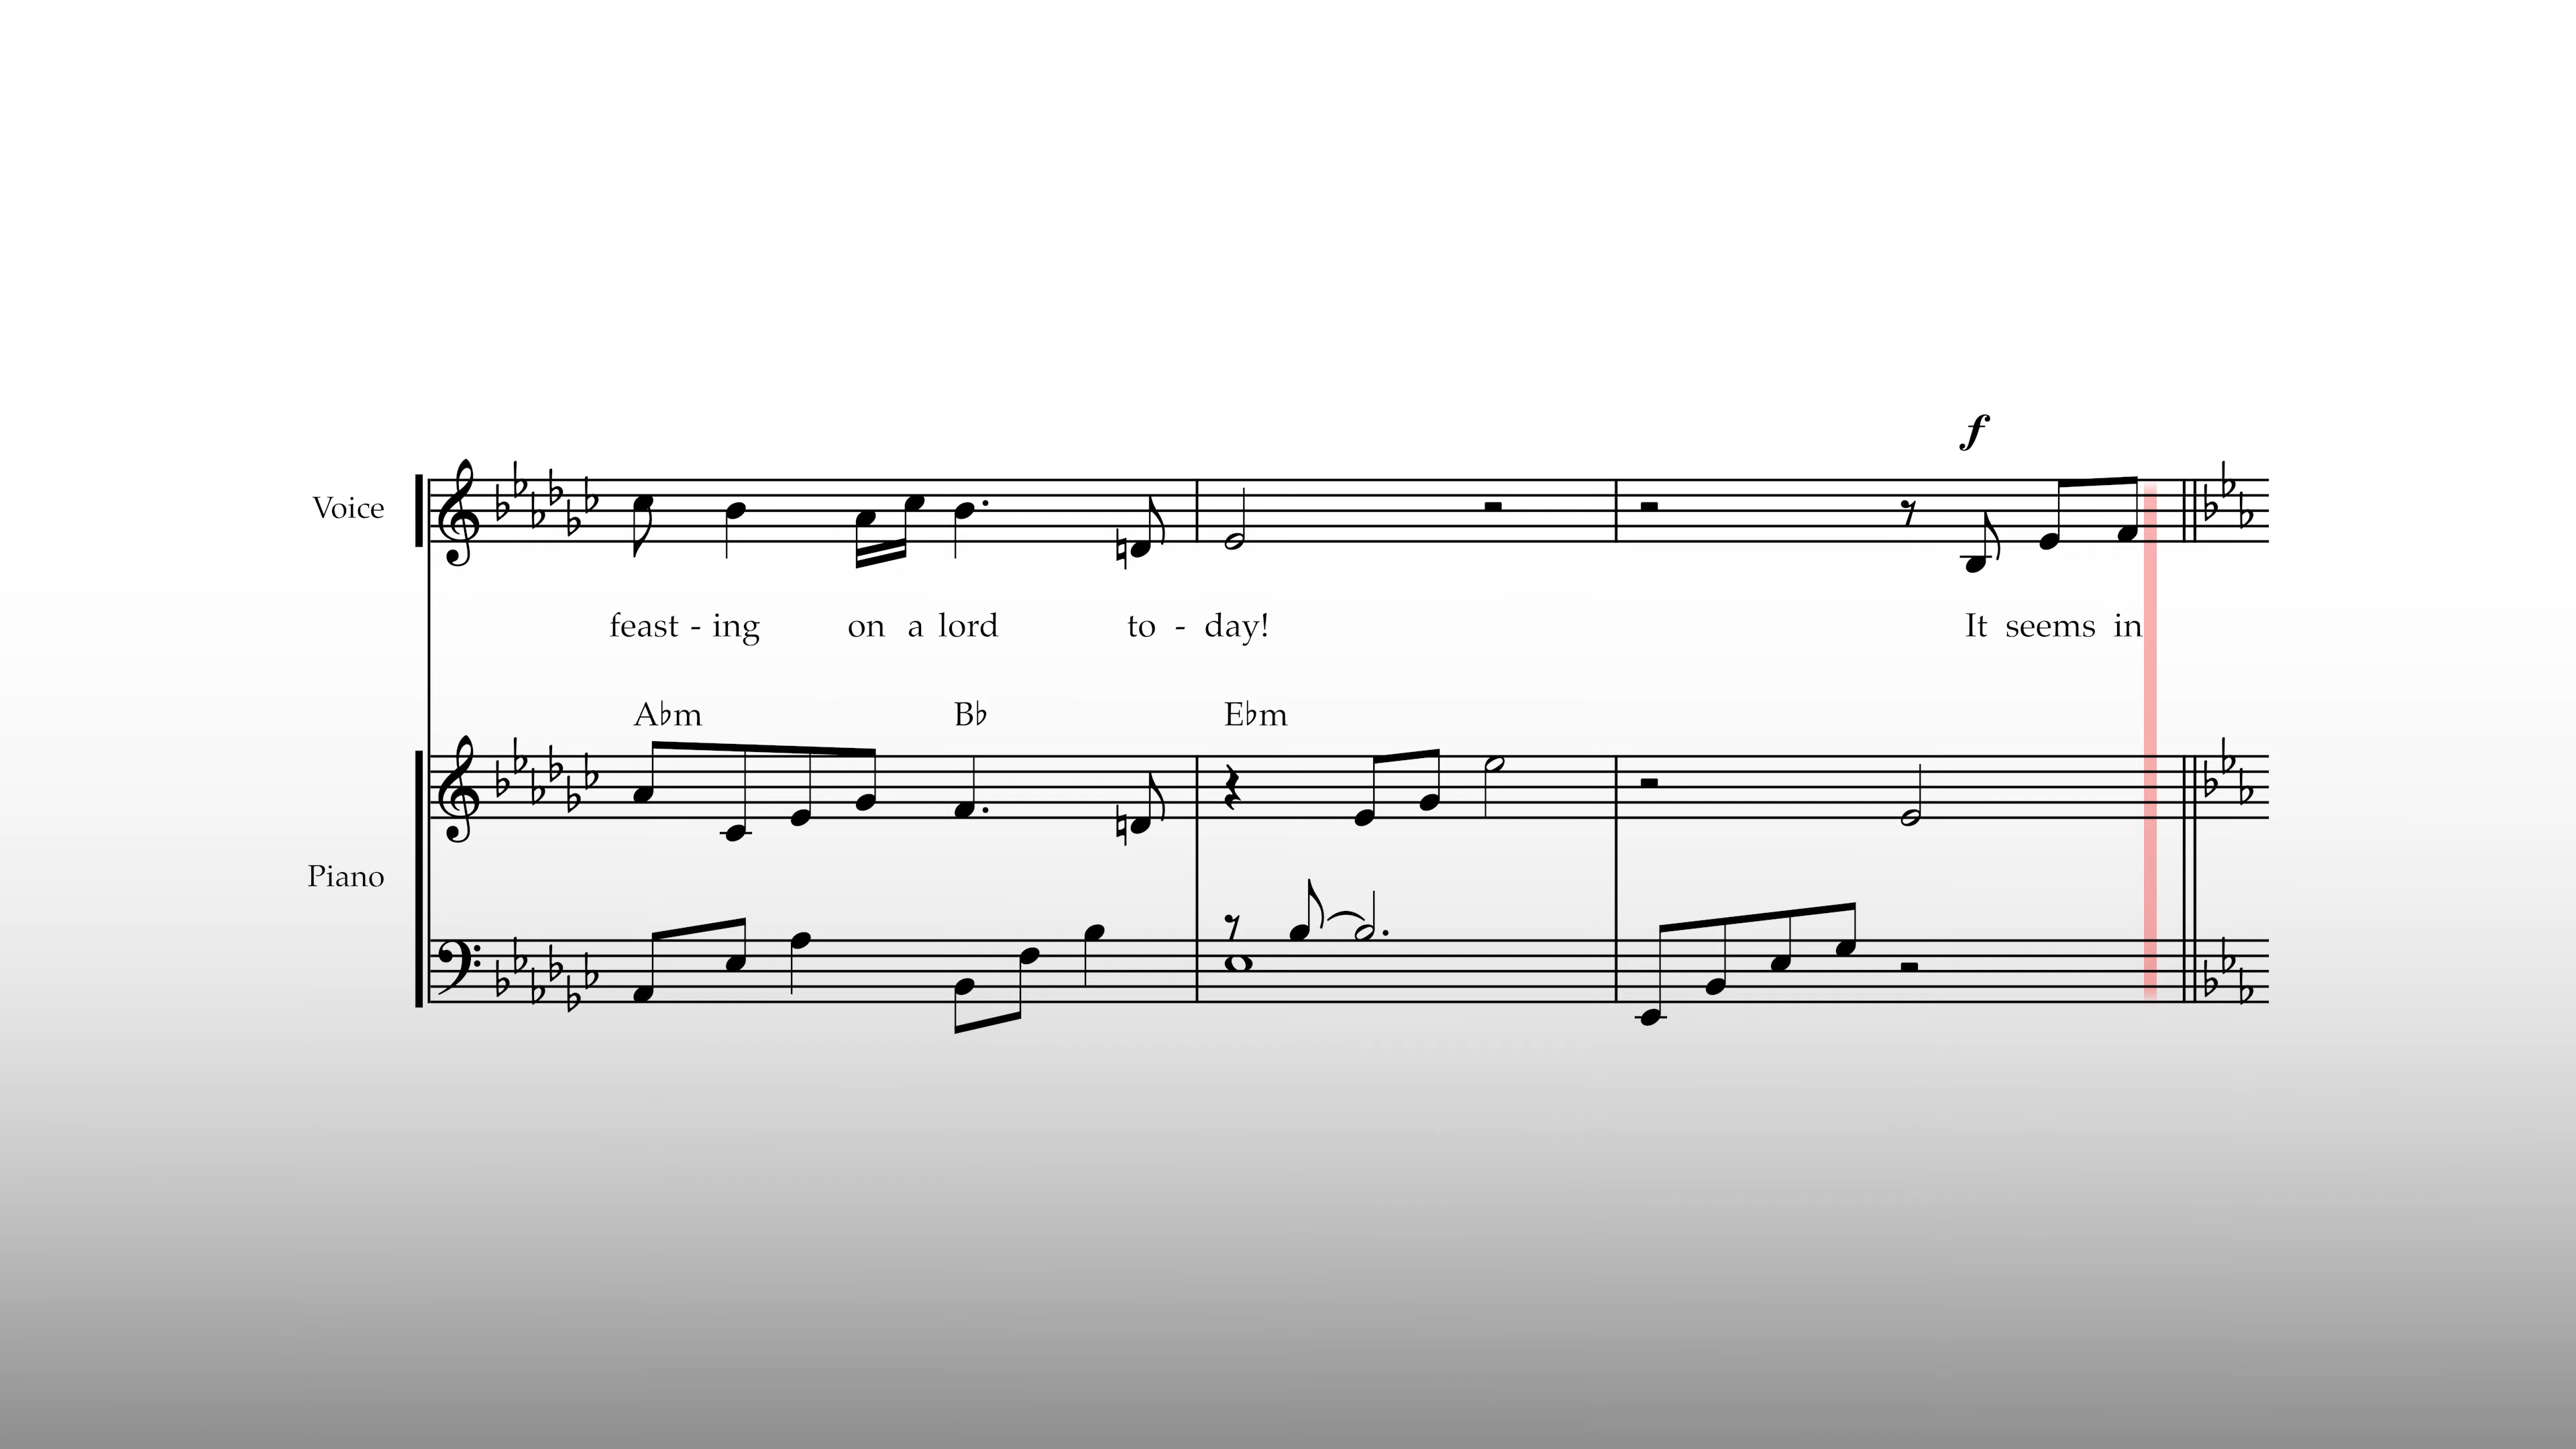 f
Voice
feast - ing on a lord to - day! It seems in
A♭m B♭ E♭m
Piano